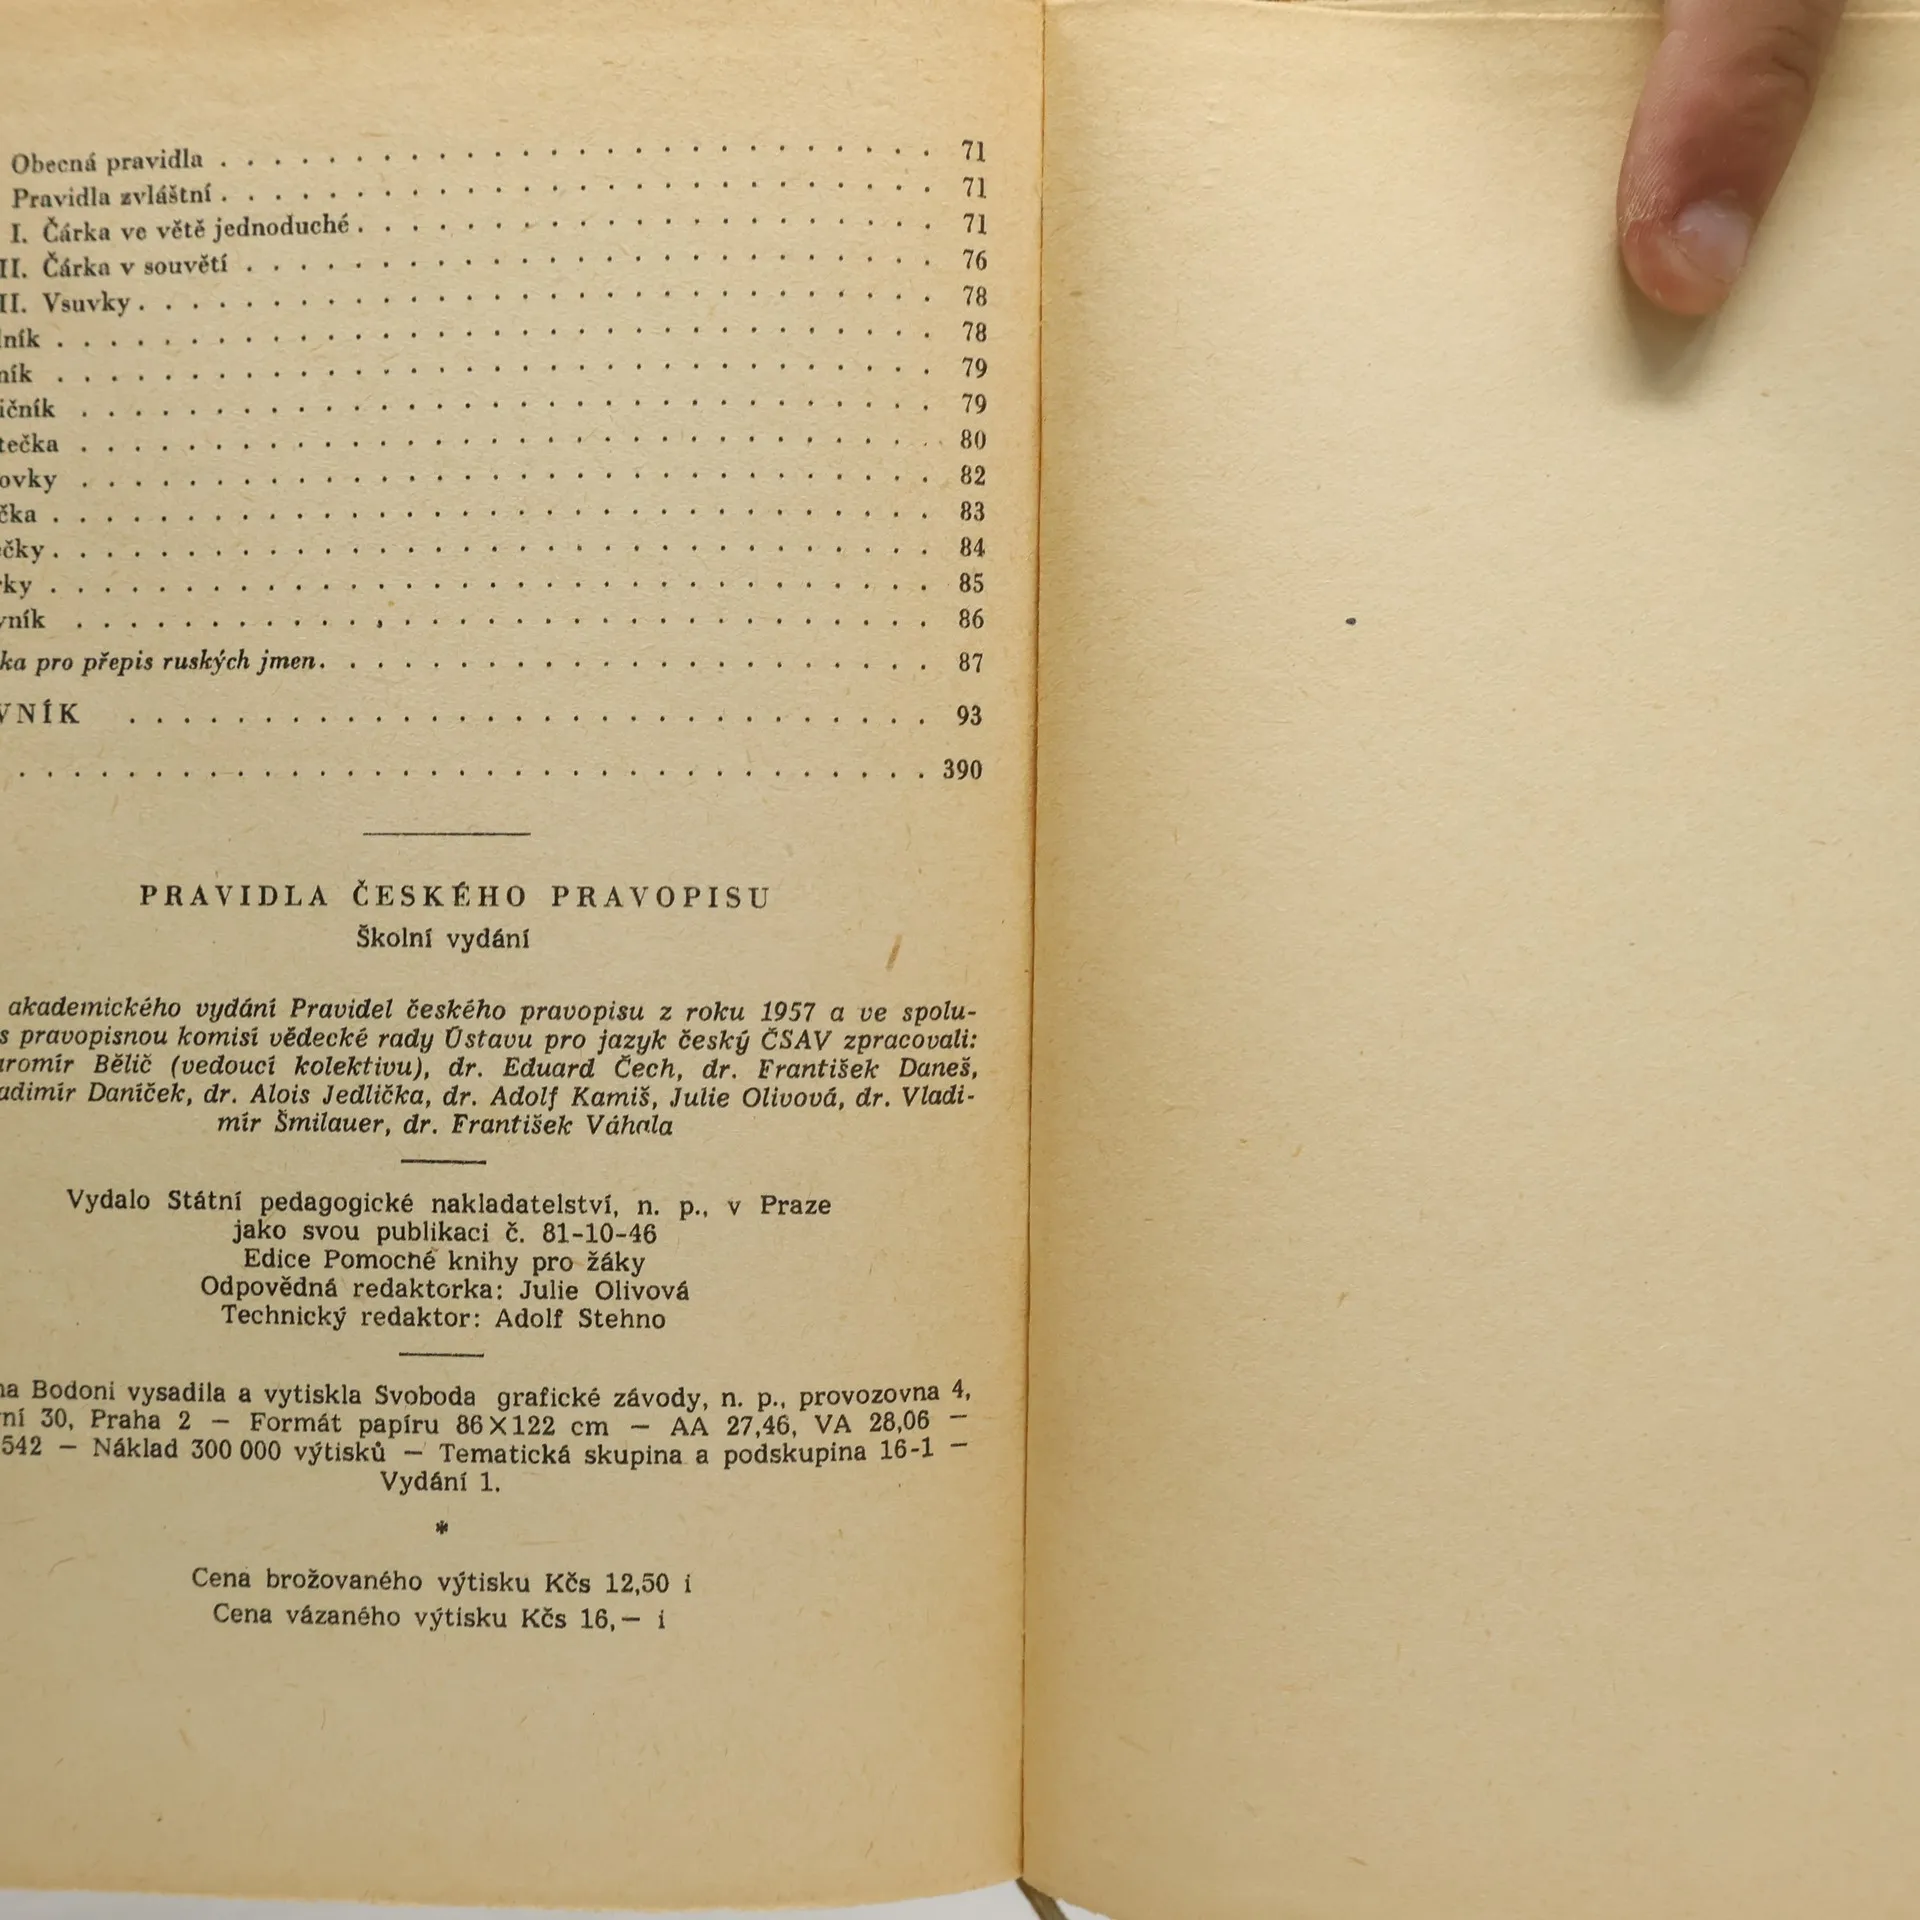 Obecná pravidla . . . . . . . . . . . . . . . . . . . . . . . . . . . 71
Pravidla zvláštní . . . . . . . . . . . . . . . . . . . . . . . . . . . 71
I. Čárka ve větě jednoduché . . . . . . . . . . . . . . . . . . . . . . 71
II. Čárka v souvětí . . . . . . . . . . . . . . . . . . . . . . . . . . 76
II. Vsuvky . . . . . . . . . . . . . . . . . . . . . . . . . . . . . . 78
ník . . . . . . . . . . . . . . . . . . . . . . . . . . . . . . . . . 78
ník . . . . . . . . . . . . . . . . . . . . . . . . . . . . . . . . . 79
ičník . . . . . . . . . . . . . . . . . . . . . . . . . . . . . . . . 79
tečka . . . . . . . . . . . . . . . . . . . . . . . . . . . . . . . . 80
ovky . . . . . . . . . . . . . . . . . . . . . . . . . . . . . . . . 82
čka . . . . . . . . . . . . . . . . . . . . . . . . . . . . . . . . . 83
ečky . . . . . . . . . . . . . . . . . . . . . . . . . . . . . . . . . 84
rky . . . . . . . . . . . . . . . . . . . . . . . . . . . . . . . . . 85
vník . . . . . . . . . . . . . . . . . . . . . . . . . . . . . . . . 86
ka pro přepis ruských jmen . . . . . . . . . . . . . . . . . . . . . . . 87
VNÍK . . . . . . . . . . . . . . . . . . . . . . . . . . . . . . 93
. . . . . . . . . . . . . . . . . . . . . . . . . . . . . . . . . . 390
PRAVIDLA ČESKÉHO PRAVOPISU
Školní vydání
akademického vydání Pravidel českého pravopisu z roku 1957 a ve spolu-
s pravopisnou komisí vědecké rady Ústavu pro jazyk český ČSAV zpracovali:
aromír Bělič (vedoucí kolektivu), dr. Eduard Čech, dr. František Daneš,
adimír Daníček, dr. Alois Jedlička, dr. Adolf Kamiš, Julie Olivová, dr. Vladi-
mír Šmilauer, dr. František Váhala
Vydalo Státní pedagogické nakladatelství, n. p., v Praze
jako svou publikaci č. 81-10-46
Edice Pomocné knihy pro žáky
Odpovědná redaktorka: Julie Olivová
Technický redaktor: Adolf Stehno
na Bodoni vysadila a vytiskla Svoboda grafické závody, n. p., provozovna 4,
ní 30, Praha 2 — Formát papíru 86×122 cm — AA 27,46, VA 28,06 —
542 — Náklad 300 000 výtisků — Tematická skupina a podskupina 16-1 —
Vydání 1.
*
Cena brožovaného výtisku Kčs 12,50 i
Cena vázaného výtisku Kčs 16,— i